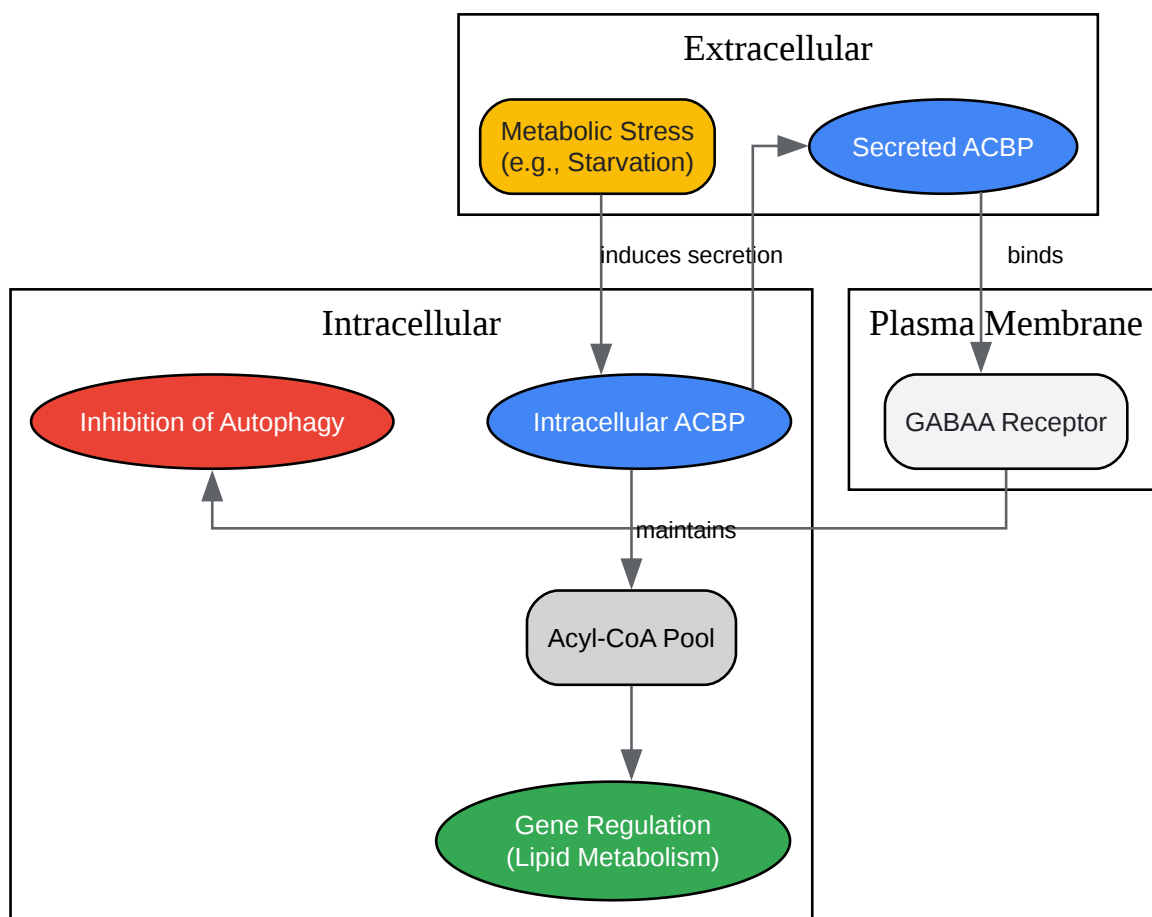 Extracellular
Metabolic Stress
(e.g., Starvation)
Secreted ACBP
induces secretion
binds
Intracellular
Plasma Membrane
Inhibition of Autophagy
Intracellular ACBP
GABAA Receptor
maintains
Acyl-CoA Pool
Gene Regulation
(Lipid Metabolism)